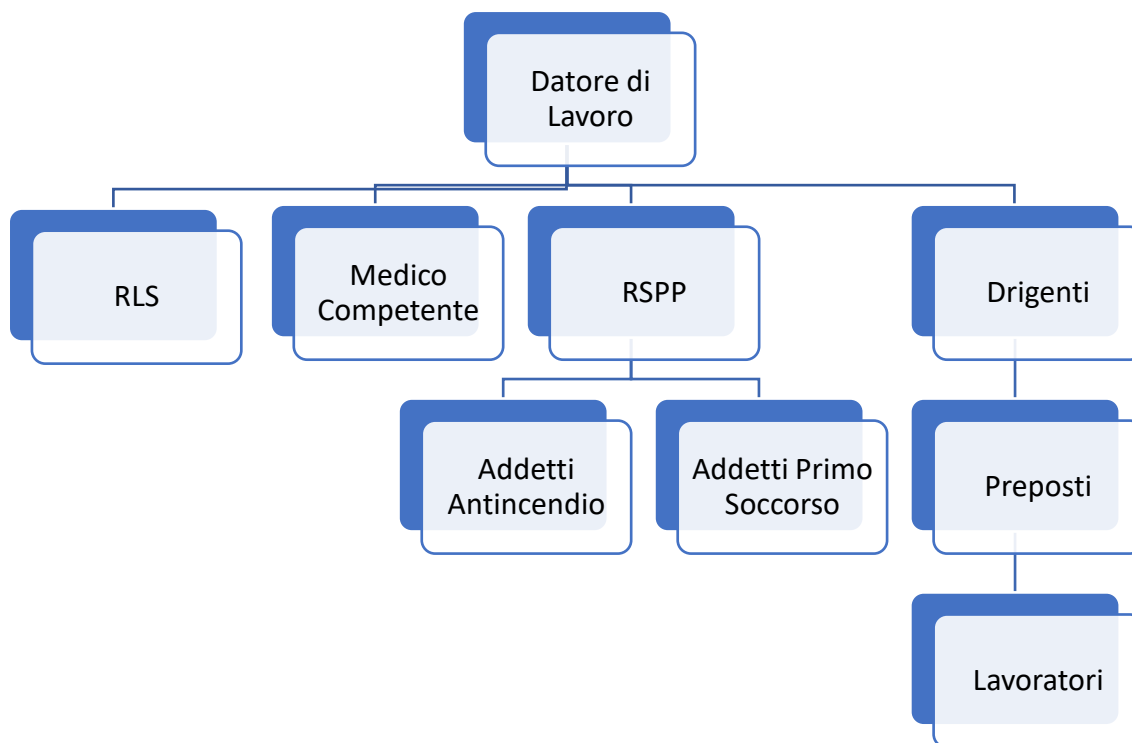 Datore di
Lavoro
RLS
Medico
Competente
RSPP
Drigenti
Addetti
Antincendio
Addetti Primo
Soccorso
Preposti
Lavoratori